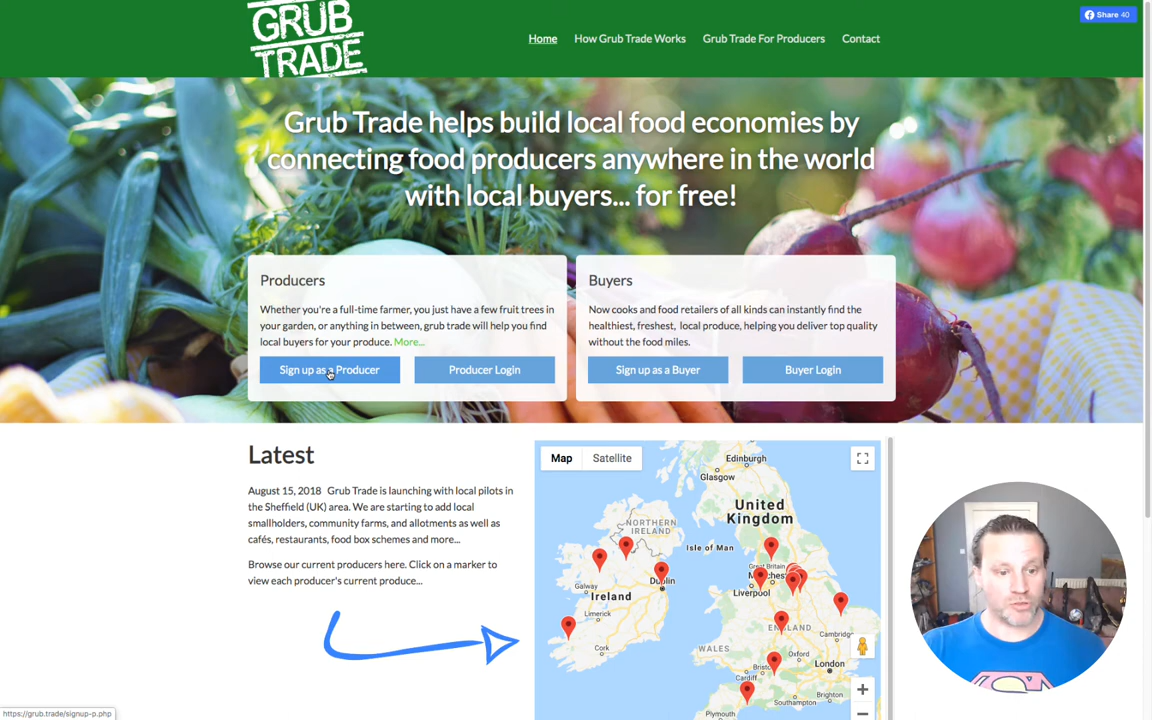 GRUB
TRADE
Home
How Grub Trade Works
Grub Trade For Producers
Contact
Share 40
Grub Trade helps build local food economies by
connecting food producers anywhere in the world
with local buyers... for free!
Producers
Whether you're a full-time farmer, you just have a few fruit trees in
your garden, or anything in between, grub trade will help you find
local buyers for your produce. More...
Sign up as a Producer
Producer Login
Buyers
Now cooks and food retailers of all kinds can instantly find the
healthiest, freshest, local produce, helping you deliver top quality
without the food miles.
Sign up as a Buyer
Buyer Login
Latest
August 15, 2018 Grub Trade is launching with local pilots in
the Sheffield (UK) area. We are starting to add local
smallholders, community farms, and allotments as well as
cafés, restaurants, food box schemes and more...
Browse our current producers here. Click on a marker to
view each producer's current produce...
Map
Satellite
Edinburgh
Glasgow
United
Kingdom
NORTHERN
IRELAND
Isle of Man
Great Britain
Dublin
Galway
Ireland
Liverpool
Limerick
ENGLAND
Cork
WALES
Cambridge
Oxford
London
Cardiff
Brighton
Southampton
Plymouth
https://grub.trade/signup-p.php